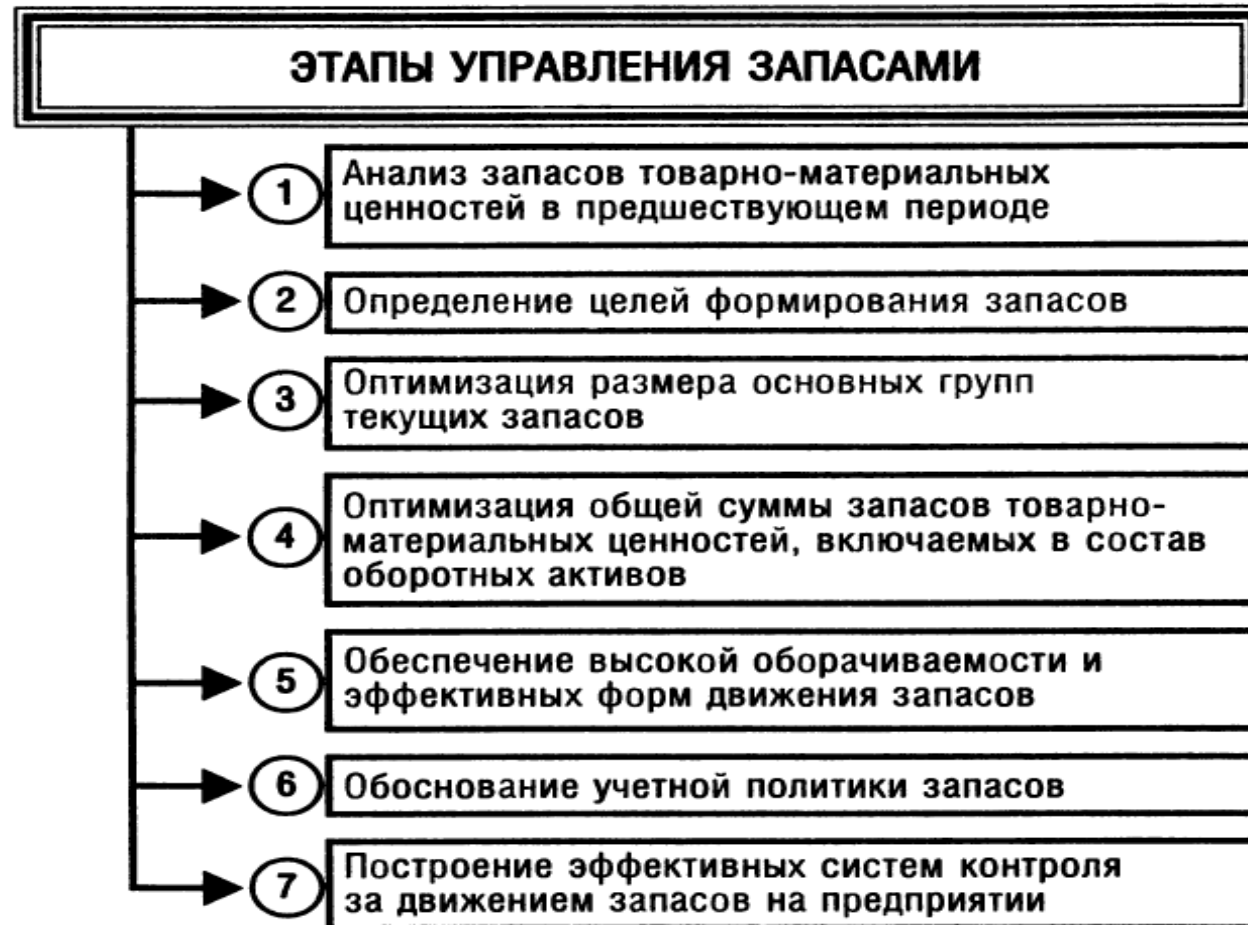 ЭТАПЫ УПРАВЛЕНИЯ ЗАПАСАМИ
1
Анализ запасов товарно-материальных
ценностей в предшествующем периоде
2
Определение целей формирования запасов
3
Оптимизация размера основных групп
текущих запасов
4
Оптимизация общей суммы запасов товарно-
материальных ценностей, включаемых в состав
оборотных активов
5
Обеспечение высокой оборачиваемости и
эффективных форм движения запасов
6
Обоснование учетной политики запасов
7
Построение эффективных систем контроля
за движением запасов на предприятии